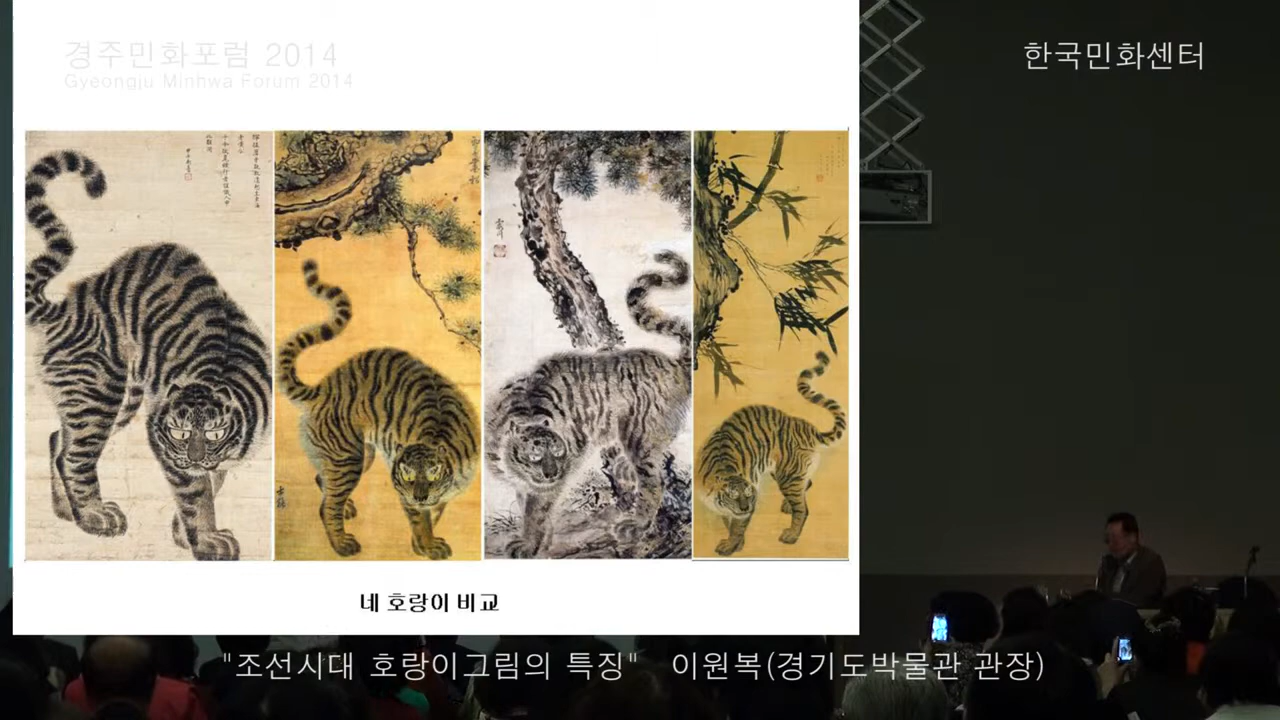 경주민화포럼 2014
Gyeongju Minhwa Forum 2014
한국민화센터
네 호랑이 비교
"조선시대 호랑이그림의 특징" 이원복(경기도박물관 관장)